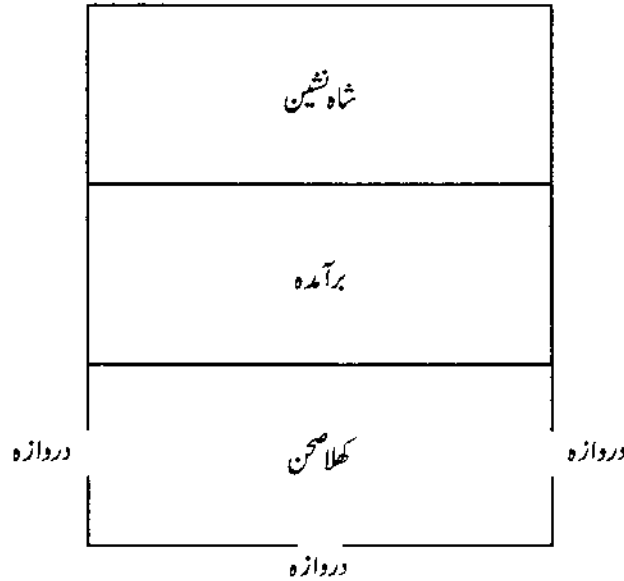 شاہ نشین
برآمدہ
دروازہ
کھلا صحن
دروازہ
دروازہ